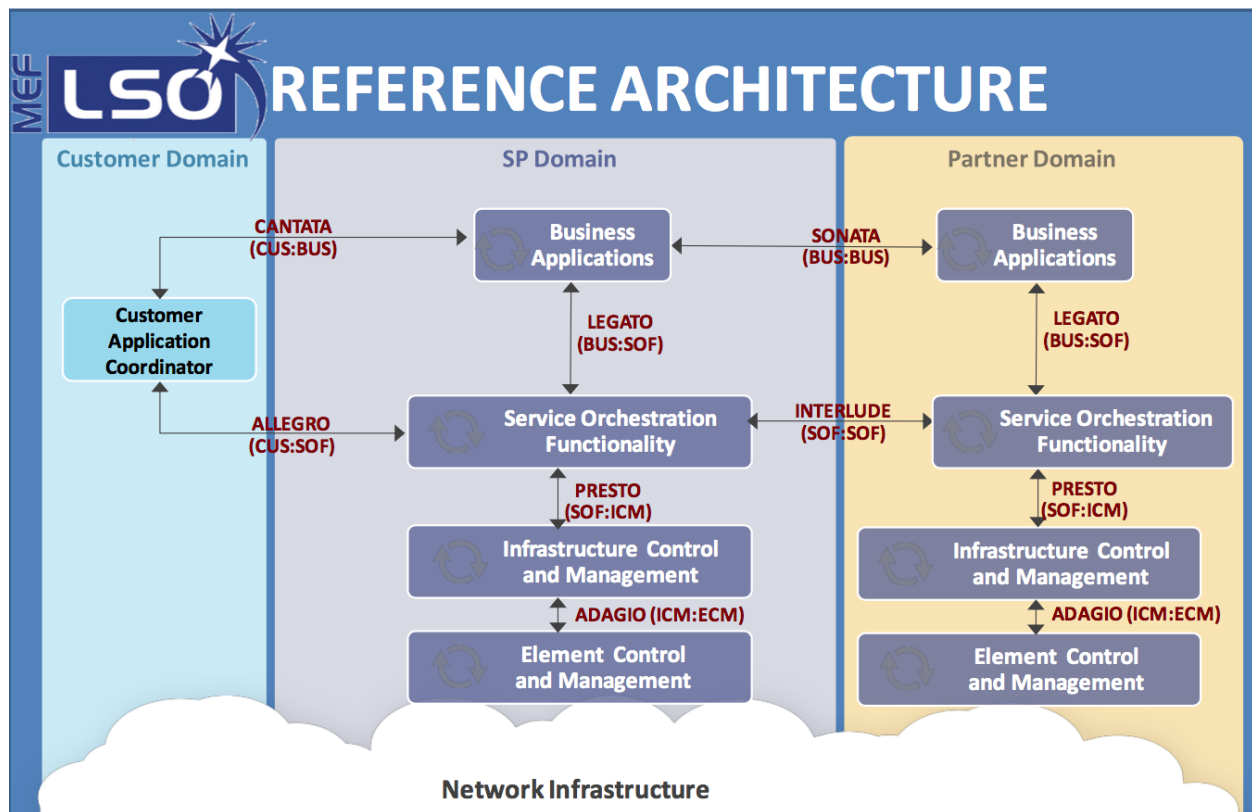 MEF
LSO
REFERENCE ARCHITECTURE
Customer Domain
SP Domain
Partner Domain
CANTATA
(CUS:BUS)
Business
Applications
SONATA
(BUS:BUS)
Business
Applications
Customer
Application
Coordinator
LEGATO
(BUS:SOF)
LEGATO
(BUS:SOF)
ALLEGRO
(CUS:SOF)
Service Orchestration
Functionality
INTERLUDE
(SOF:SOF)
Service Orchestration
Functionality
PRESTO
(SOF:ICM)
PRESTO
(SOF:ICM)
Infrastructure Control
and Management
Infrastructure Control
and Management
ADAGIO (ICM:ECM)
ADAGIO (ICM:ECM)
Element Control
and Management
Element Control
and Management
Network Infrastructure